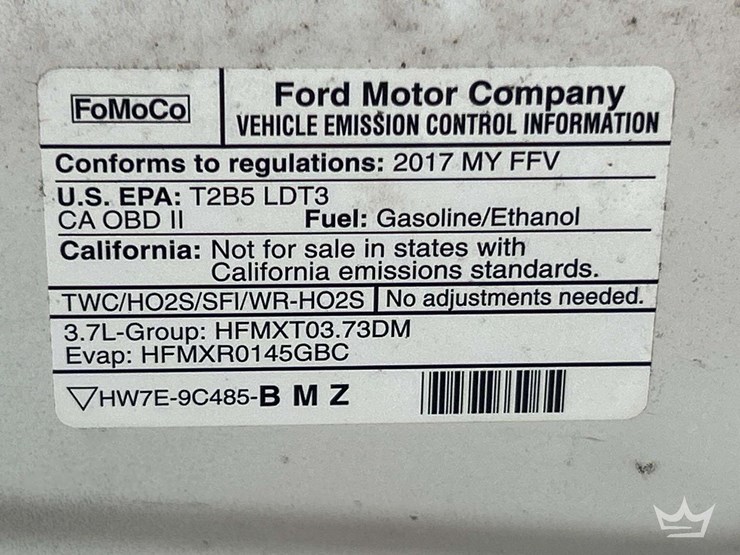 FoMoCo
Ford Motor Company
VEHICLE EMISSION CONTROL INFORMATION
Conforms to regulations: 2017 MY FFV
U.S. EPA: T2B5 LDT3
CA OBD II Fuel: Gasoline/Ethanol
California: Not for sale in states with
California emissions standards.
TWC/HO2S/SFI/WR-HO2S No adjustments needed.
3.7L-Group: HFMXT03.73DM
Evap: HFMXR0145GBC
HW7E-9C485-B M Z